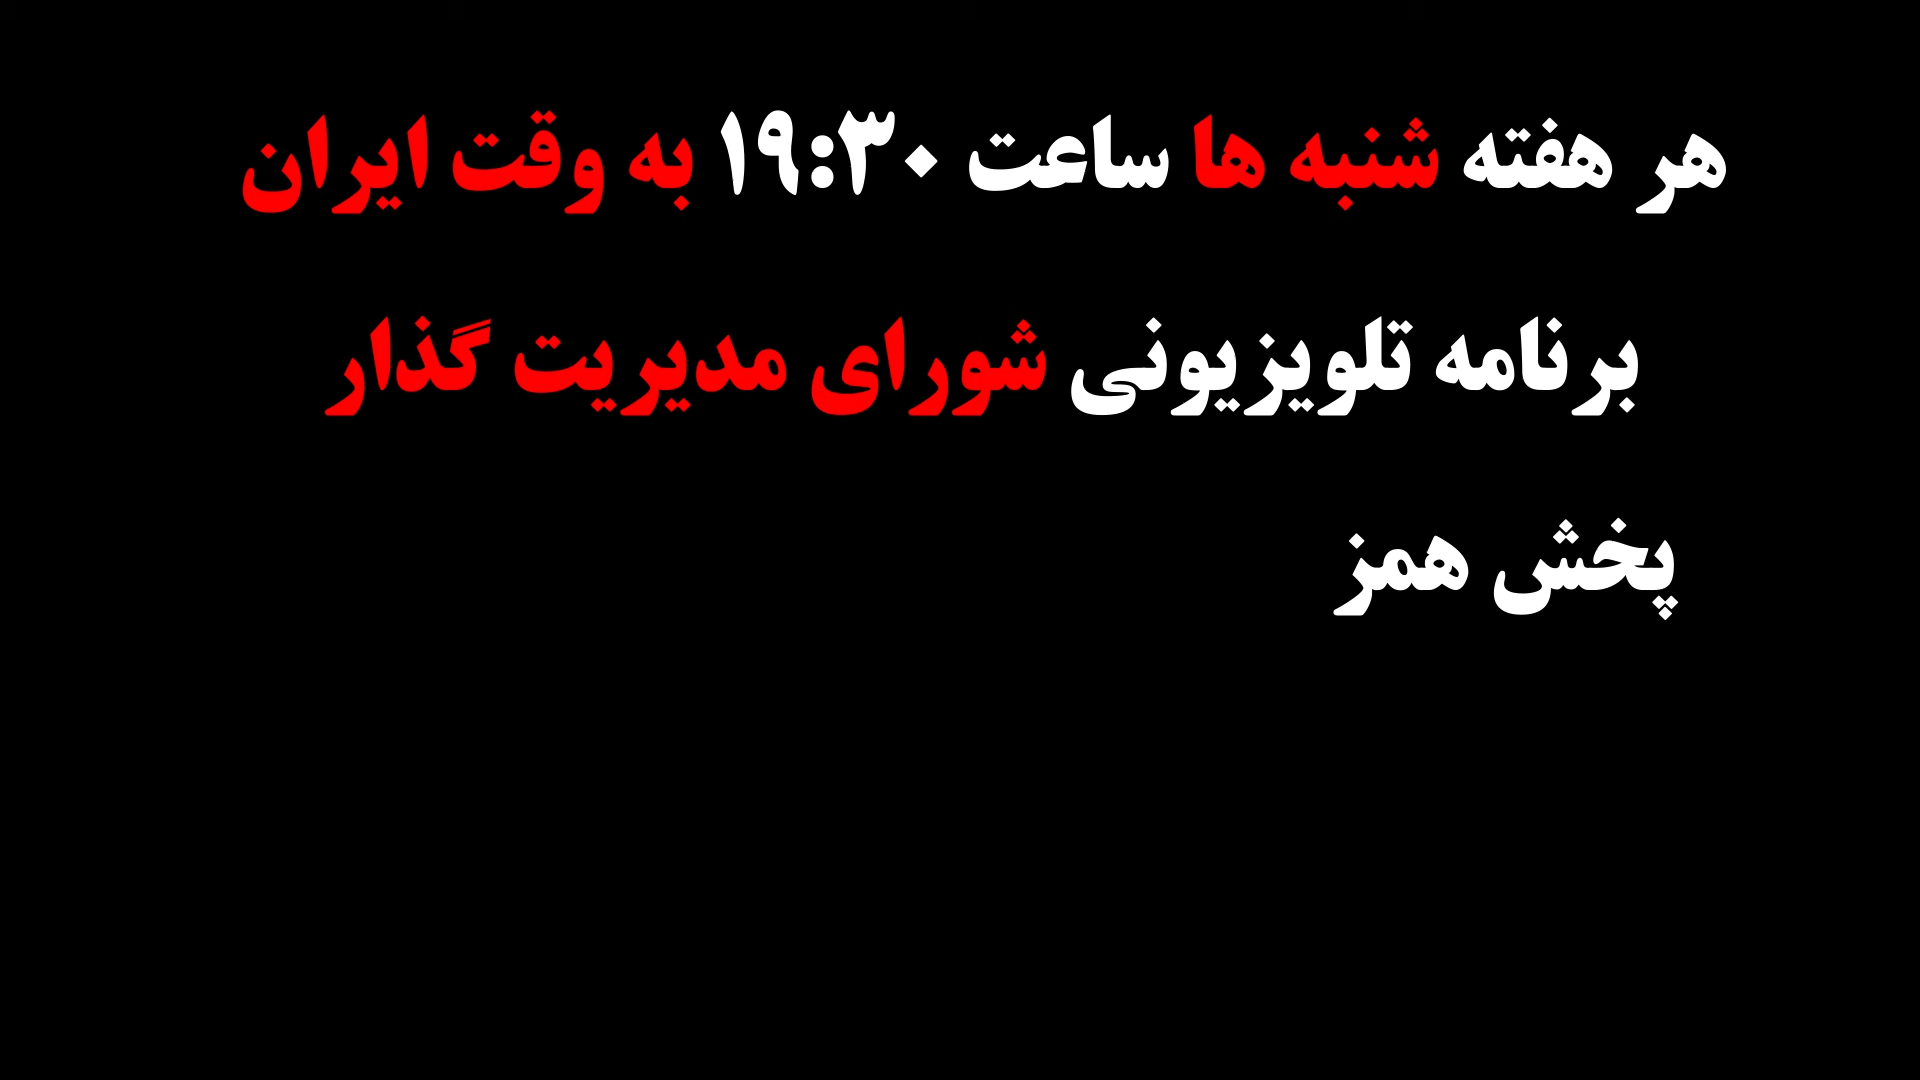 هر هفته شنبه ها ساعت ۱۹:۳۰ به وقت ایران
برنامه تلویزیونی شورای مدیریت گذار
پخش همز